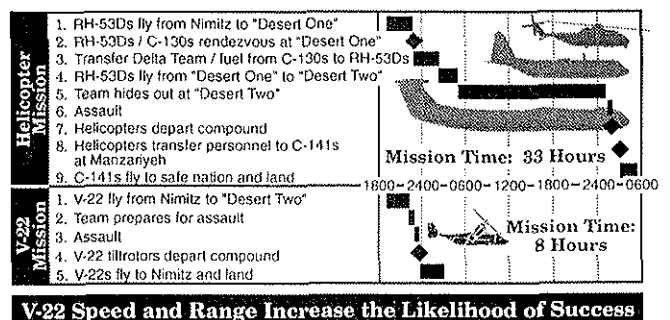 Helicopter Mission
1. RH-53Ds fly from Nimitz to "Desert One"
2. RH-53Ds / C-130s rendezvous at "Desert One"
3. Transfer Delta Team / fuel from C-130s to RH-53Ds
4. RH-53Ds fly from "Desert One" to "Desert Two"
5. Team hides out at "Desert Two"
6. Assault
7. Helicopters depart compound
8. Helicopters transfer personnel to C-141s
at Manzariyeh
9. C-141s fly to safe nation and land
Mission Time: 33 Hours
1800-2400-0600-1200-1800-2400-0600
V-22 Mission
1. V-22 fly from Nimitz to "Desert Two"
2. Team prepares for assault
3. Assault
4. V-22 tiltrotors depart compound
5. V-22s fly to Nimitz and land
Mission Time:
8 Hours
V-22 Speed and Range Increase the Likelihood of Success